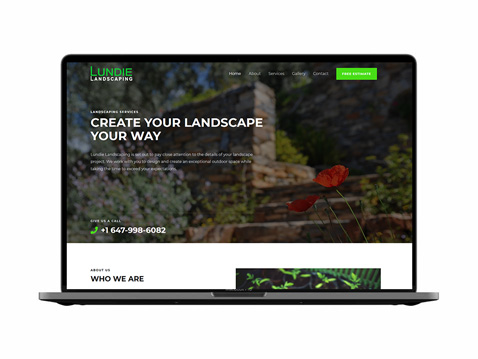 LUNDIE
LANDSCAPING
Home About Services Gallery Contact FREE ESTIMATE
LANDSCAPING SERVICES
CREATE YOUR LANDSCAPE
YOUR WAY
Lundie Landscaping is set out to pay close attention to the details of your landscape
project. We work with you to design and create an exceptional outdoor space while
taking the time to exceed your expectations.
GIVE US A CALL
+1 647-998-6082
ABOUT US
WHO WE ARE